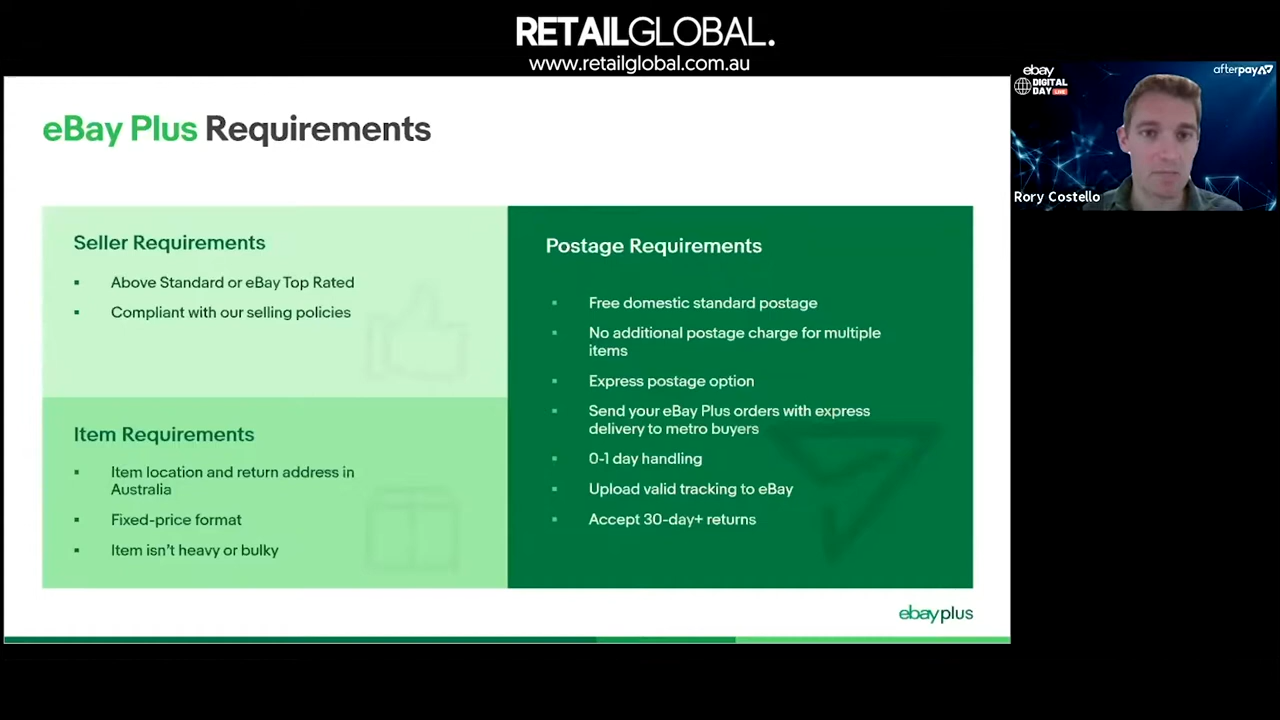 RETAILGLOBAL.
www.retailglobal.com.au
eBay Plus Requirements
Seller Requirements
▪ Above Standard or eBay Top Rated
▪ Compliant with our selling policies
Item Requirements
▪ Item location and return address in
Australia
▪ Fixed-price format
▪ Item isn't heavy or bulky
Postage Requirements
▪ Free domestic standard postage
▪ No additional postage charge for multiple
items
▪ Express postage option
▪ Send your eBay Plus orders with express
delivery to metro buyers
▪ 0-1 day handling
▪ Upload valid tracking to eBay
▪ Accept 30-day+ returns
ebayplus
ebay
DIGITAL
DAY LIVE
afterpay
Rory Costello